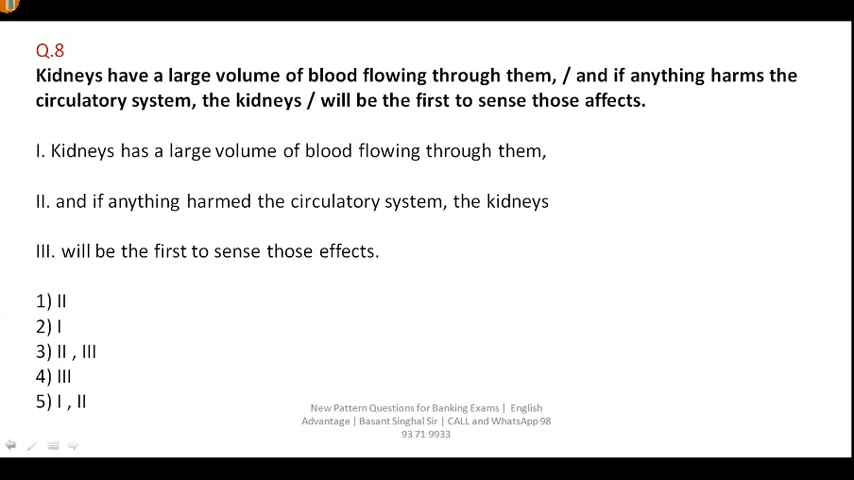 Q.8
Kidneys have a large volume of blood flowing through them, / and if anything harms the
circulatory system, the kidneys / will be the first to sense those affects.
I. Kidneys has a large volume of blood flowing through them,
II. and if anything harmed the circulatory system, the kidneys
III. will be the first to sense those effects.
1) II
2) I
3) II , III
4) III
5) I , II
New Pattern Questions for Banking Exams | English
Advantage | Basant Singhal Sir | CALL and WhatsApp 98
93 71 9933